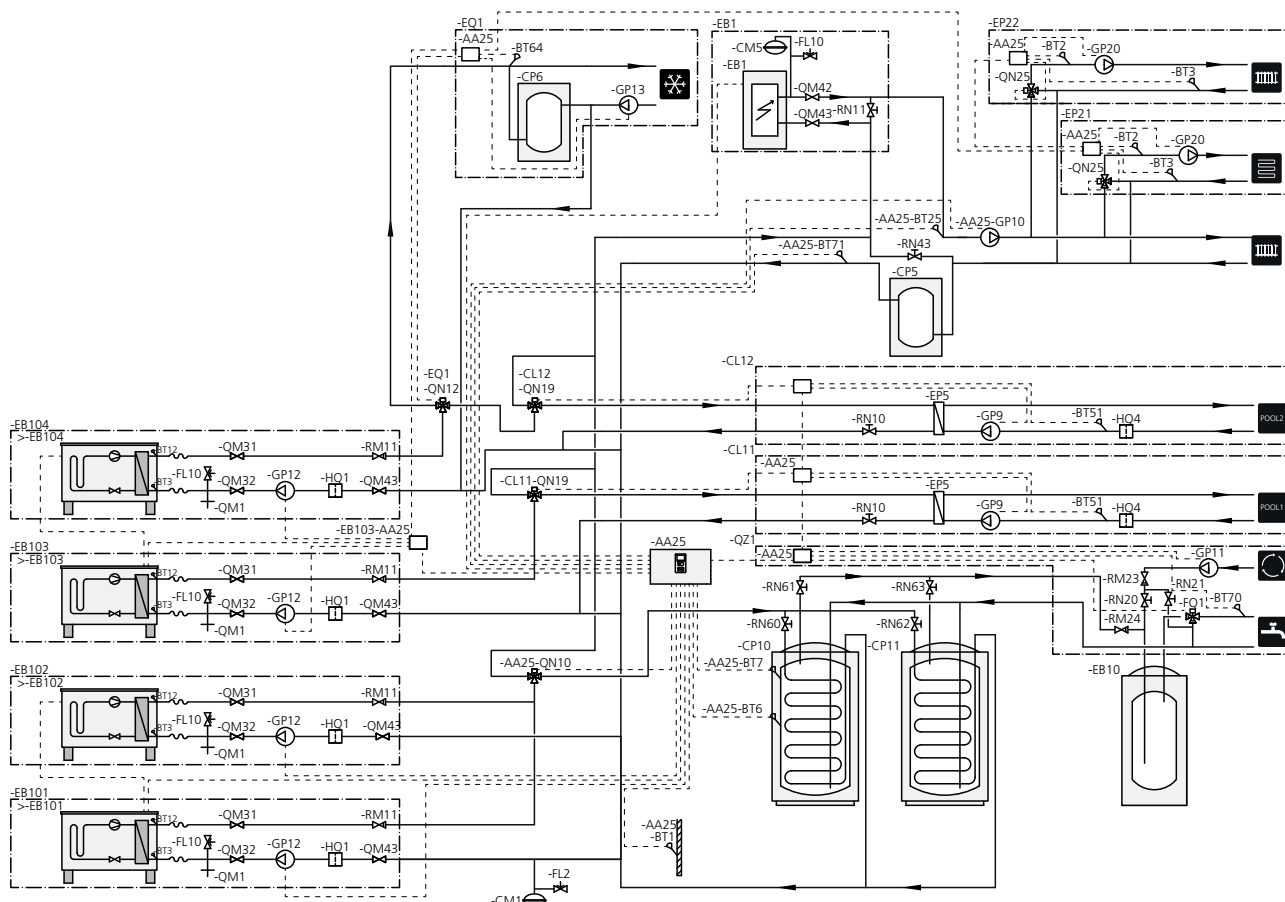 -EQ1
-AA25
-BT64
-CP6
-GP13
-EB1
-CM5
-FL10
-EB1
-QM42
-RN11
-QM43
-EP22
-AA25
-BT2
-GP20
-QN25
-BT3
-EP21
-AA25
-BT2
-GP20
-QN25
-BT3
-AA25-BT25
-AA25-GP10
-AA25-BT71
-RN43
-CP5
-EQ1
-QN12
-CL12
-QN19
-CL12
-EP5
-RN10
-GP9
-BT51
-HQ4
POOL2
-EB104
>-EB104
BT12
-BT3
-QM31
-RM11
-FL10
-QM32
-GP12
-HQ1
-QM43
-QM1
-CL11-QN19
-CL11
-AA25
-EP5
-RN10
-GP9
-BT51
-HQ4
POOL1
-EB103-AA25
-EB103
>-EB103
BT12
-BT3
-QM31
-RM11
-FL10
-QM32
-GP12
-HQ1
-QM43
-QM1
-AA25
-QZ1
-AA25
-GP11
-RN61
-RN63
-RM23
-RN21
-RN20
-FQ1
-BT70
-RN60
-RN62
-RM24
-CP10
-CP11
-EB10
-AA25-QN10
-AA25-BT7
-AA25-BT6
-EB102
>-EB102
BT12
-BT3
-QM31
-RM11
-FL10
-QM32
-GP12
-HQ1
-QM43
-QM1
-EB101
>-EB101
BT12
-BT3
-QM31
-RM11
-FL10
-QM32
-GP12
-HQ1
-QM43
-QM1
-AA25
-BT1
-FL2
-CM1